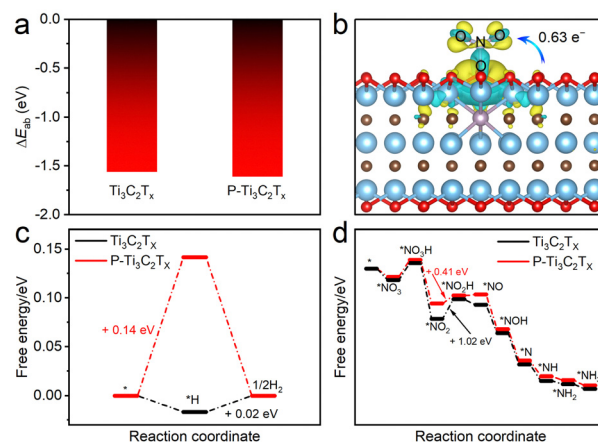 a
0.0
-0.5
-1.0
-1.5
-2.0
ΔE_ab (eV)
Ti₃C₂Tₓ
P-Ti₃C₂Tₓ
b
O
N
O
O
0.63 e⁻
c
Ti₃C₂Tₓ
P-Ti₃C₂Tₓ
0.15
0.10
0.05
0.00
Free energy/eV
+ 0.14 eV
*
*H
1/2H₂
+ 0.02 eV
Reaction coordinate
d
Ti₃C₂Tₓ
P-Ti₃C₂Tₓ
Free energy/eV
*
*NO₃
*NO₃H
+ 0.41 eV
*NO₂
*NO₂H
+ 1.02 eV
*NO
*NOH
*N
*NH
*NH₂
Reaction coordinate